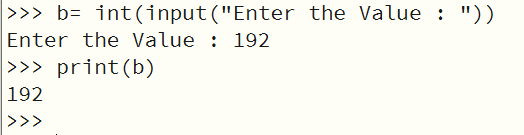 >>> b= int(input("Enter the Value : "))
Enter the Value : 192
>>> print(b)
192
>>>